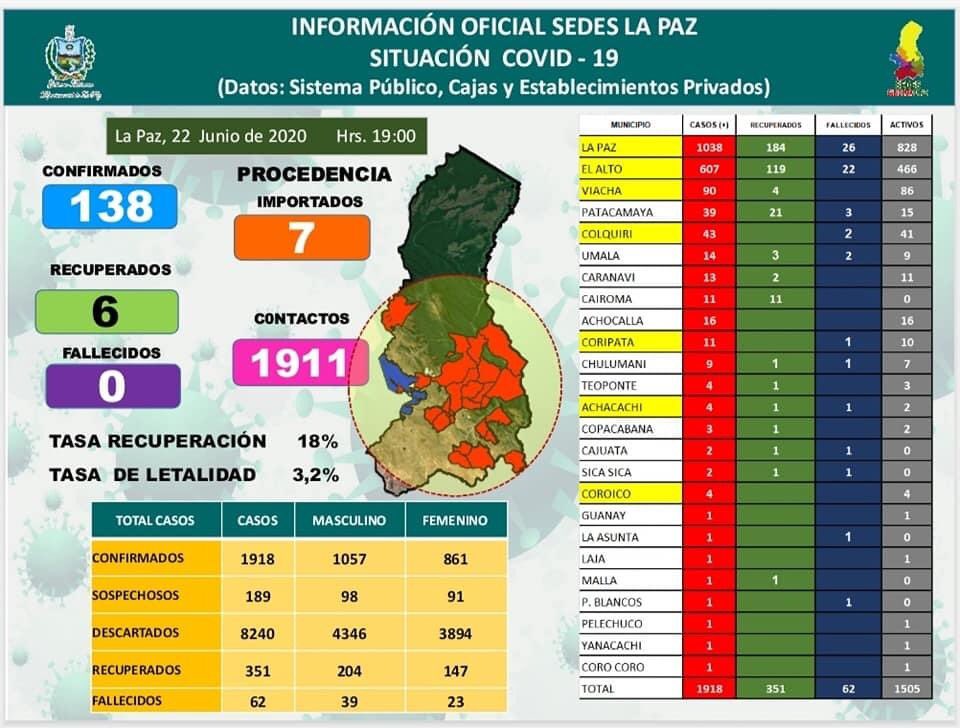 INFORMACIÓN OFICIAL SEDES LA PAZ
SITUACIÓN COVID - 19
(Datos: Sistema Público, Cajas y Establecimientos Privados)
La Paz, 22 Junio de 2020 Hrs. 19:00
CONFIRMADOS
138
RECUPERADOS
6
FALLECIDOS
0
PROCEDENCIA
IMPORTADOS
7
C0NTACTOS
1911
TASA RECUPERACIÓN 18%
TASA DE LETALIDAD 3,2%
TOTAL CASOS CASOS MASCULINO FEMENINO
CONFIRMADOS 1918 1057 861
SOSPECHOSOS 189 98 91
DESCARTADOS 8240 4346 3894
RECUPERADOS 351 204 147
FALLECIDOS 62 39 23
MUNICIPIO CASOS (+) RECUPERADOS FALLECIDOS ACTIVOS
LA PAZ 1038 184 26 828
EL ALTO 607 119 22 466
VIACHA 90 4 86
PATACAMAYA 39 21 3 15
COLQUIRI 43 2 41
UMALA 14 3 2 9
CARANAVI 13 2 11
CAIROMA 11 11 0
ACHOCALLA 16 16
CORIPATA 11 1 10
CHULUMANI 9 1 1 7
TEOPONTE 4 1 3
ACHACACHI 4 1 1 2
COPACABANA 3 1 2
CAJUATA 2 1 1 0
SICA SICA 2 1 1 0
COROICO 4 4
GUANAY 1 1
LA ASUNTA 1 1 0
LAJA 1 1
MALLA 1 1 0
P. BLANCOS 1 1 0
PELECHUCO 1 1
YANACACHI 1 1
CORO CORO 1 1
TOTAL 1918 351 62 1505